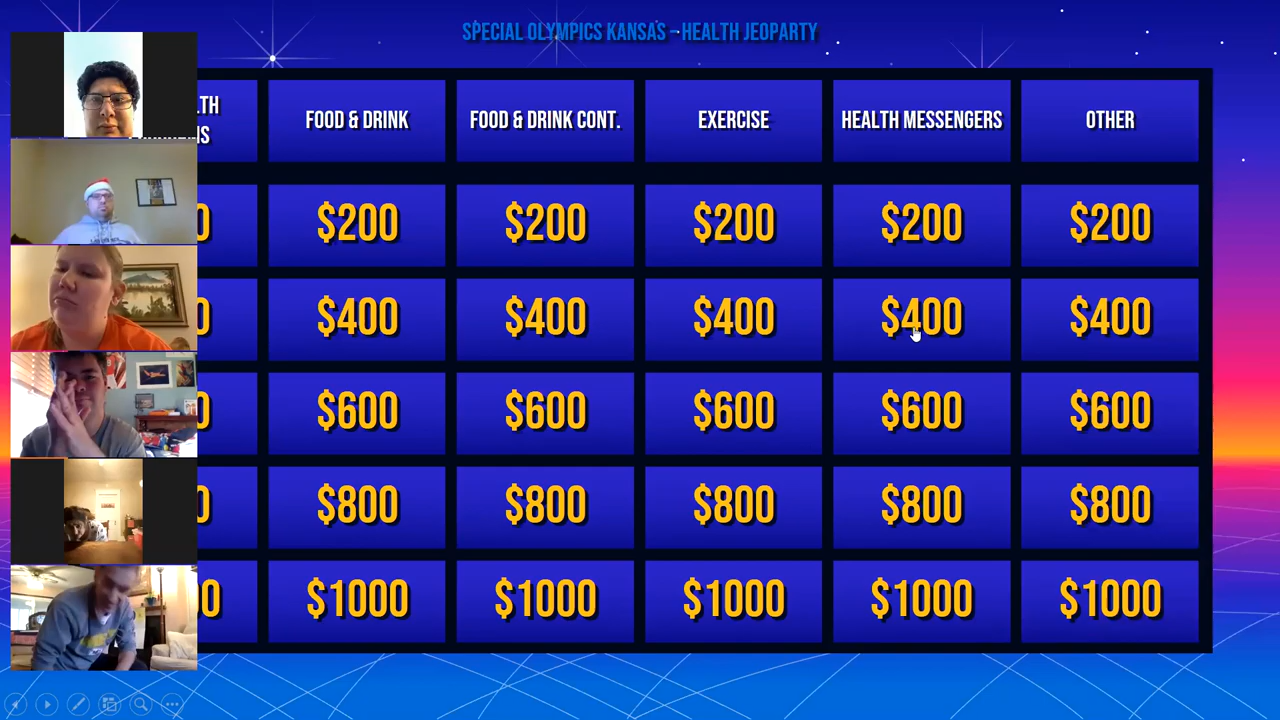 SPECIAL OLYMPICS KANSAS – HEALTH JEOPARTY
FOOD & DRINK FOOD & DRINK CONT. EXERCISE HEALTH MESSENGERS OTHER
$200 $200 $200 $200 $200
$400 $400 $400 $400 $400
$600 $600 $600 $600 $600
$800 $800 $800 $800 $800
$1000 $1000 $1000 $1000 $1000